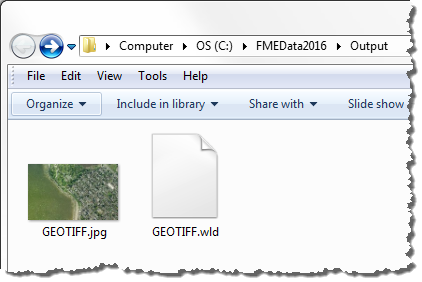 Computer OS (C:) FMEData2016 Output
File Edit View Tools Help
Organize Include in library Share with Slide show
GEOTIFF.jpg GEOTIFF.wld